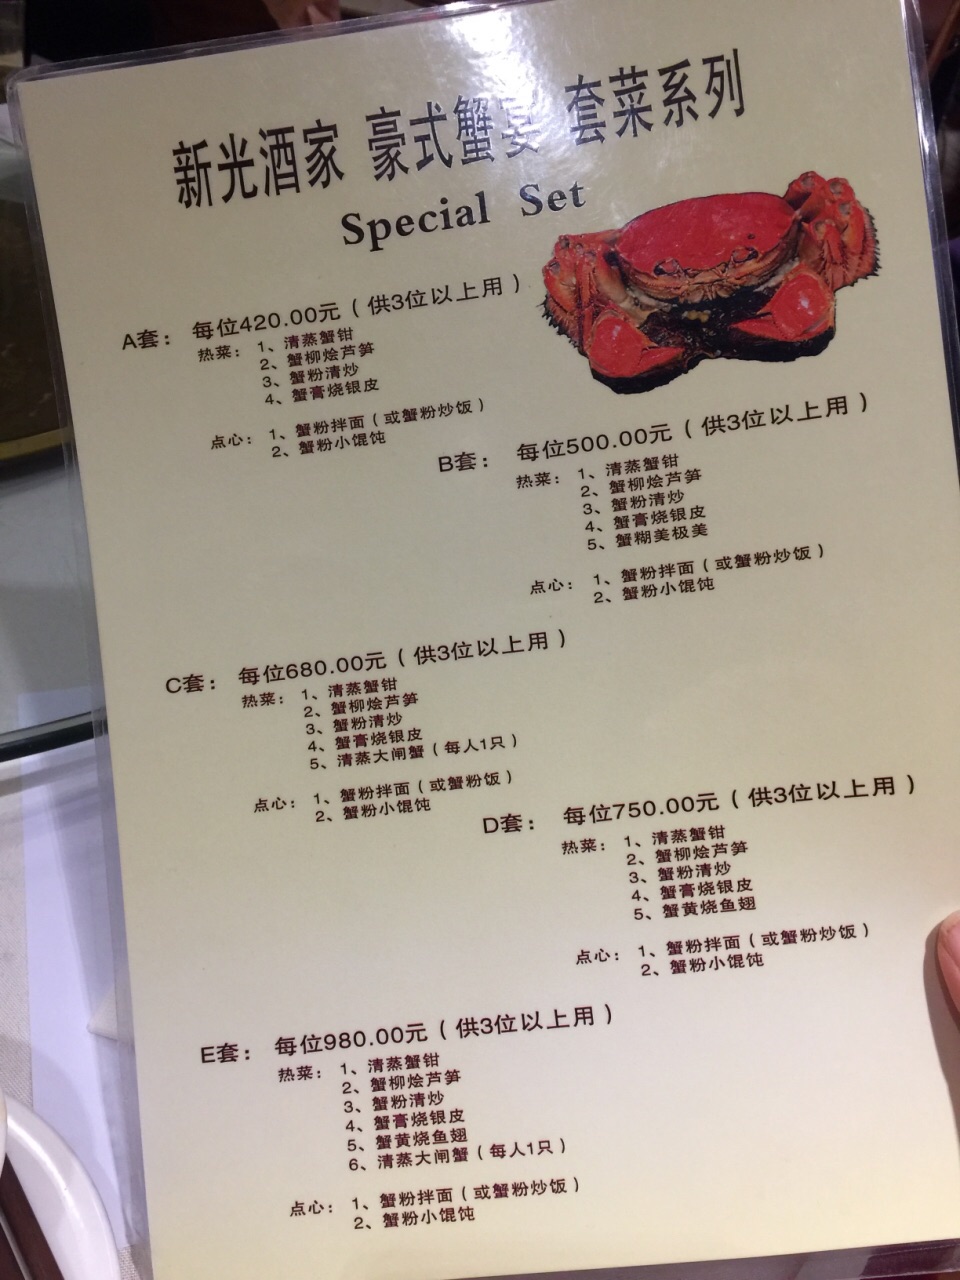 新光酒家 豪式蟹宴 套菜系列
Special Set
A套： 每位420.00元（供3位以上用）
热菜： 1、清蒸蟹钳
2、蟹柳烩芦笋
3、蟹粉清炒
4、蟹膏烧银皮
点心： 1、蟹粉拌面（或蟹粉炒饭）
2、蟹粉小馄饨
B套： 每位500.00元（供3位以上用）
热菜： 1、清蒸蟹钳
2、蟹柳烩芦笋
3、蟹粉清炒
4、蟹膏烧银皮
5、蟹糊美极美
点心： 1、蟹粉拌面（或蟹粉炒饭）
2、蟹粉小馄饨
C套： 每位680.00元（供3位以上用）
热菜： 1、清蒸蟹钳
2、蟹柳烩芦笋
3、蟹粉清炒
4、蟹膏烧银皮
5、清蒸大闸蟹（每人1只）
点心： 1、蟹粉拌面（或蟹粉饭）
2、蟹粉小馄饨
D套： 每位750.00元（供3位以上用）
热菜： 1、清蒸蟹钳
2、蟹柳烩芦笋
3、蟹粉清炒
4、蟹膏烧银皮
5、蟹黄烧鱼翅
点心： 1、蟹粉拌面（或蟹粉炒饭）
2、蟹粉小馄饨
E套： 每位980.00元（供3位以上用）
热菜： 1、清蒸蟹钳
2、蟹柳烩芦笋
3、蟹粉清炒
4、蟹膏烧银皮
5、蟹黄烧鱼翅
6、清蒸大闸蟹（每人1只）
点心： 1、蟹粉拌面（或蟹粉炒饭）
2、蟹粉小馄饨